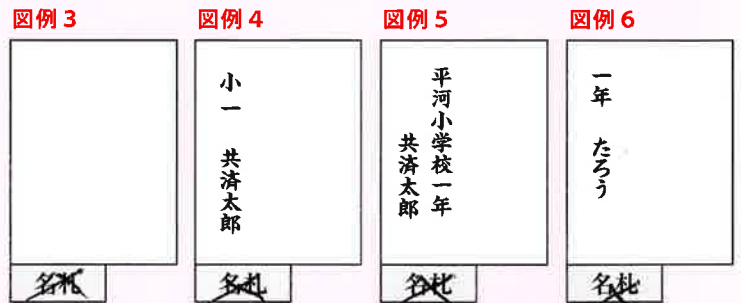 図例3
名札
図例4
小一 共済太郎
名札
図例5
平河小学校一年
共済太郎
名札
図例6
一年 たろう
名札